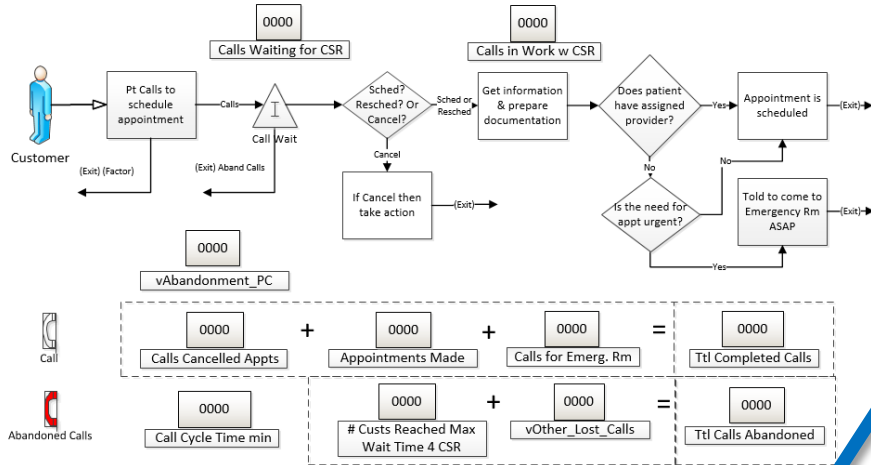 0000
0000
Calls Waiting for CSR
Calls in Work w CSR
Pt Calls to
schedule
appointment
Calls
I
Call Wait
Sched?
Resched? Or
Cancel?
Sched or
Resched
Get information
& prepare
documentation
Does patient
have assigned
provider?
Yes
Appointment is
scheduled
(Exit)
Customer
(Exit) (Factor)
(Exit) Aband Calls
Cancel
No
No
If Cancel then
take action
(Exit)
Is the need for
appt urgent?
Told to come to
Emergency Rm
ASAP
(Exit)
Yes
0000
vAbandonment_PC
0000
+
0000
+
0000
=
0000
Call
Calls Cancelled Appts
Appointments Made
Calls for Emerg. Rm
Ttl Completed Calls
0000
0000
+
0000
=
0000
Abandoned Calls
Call Cycle Time min
# Custs Reached Max
Wait Time 4 CSR
vOther_Lost_Calls
Ttl Calls Abandoned